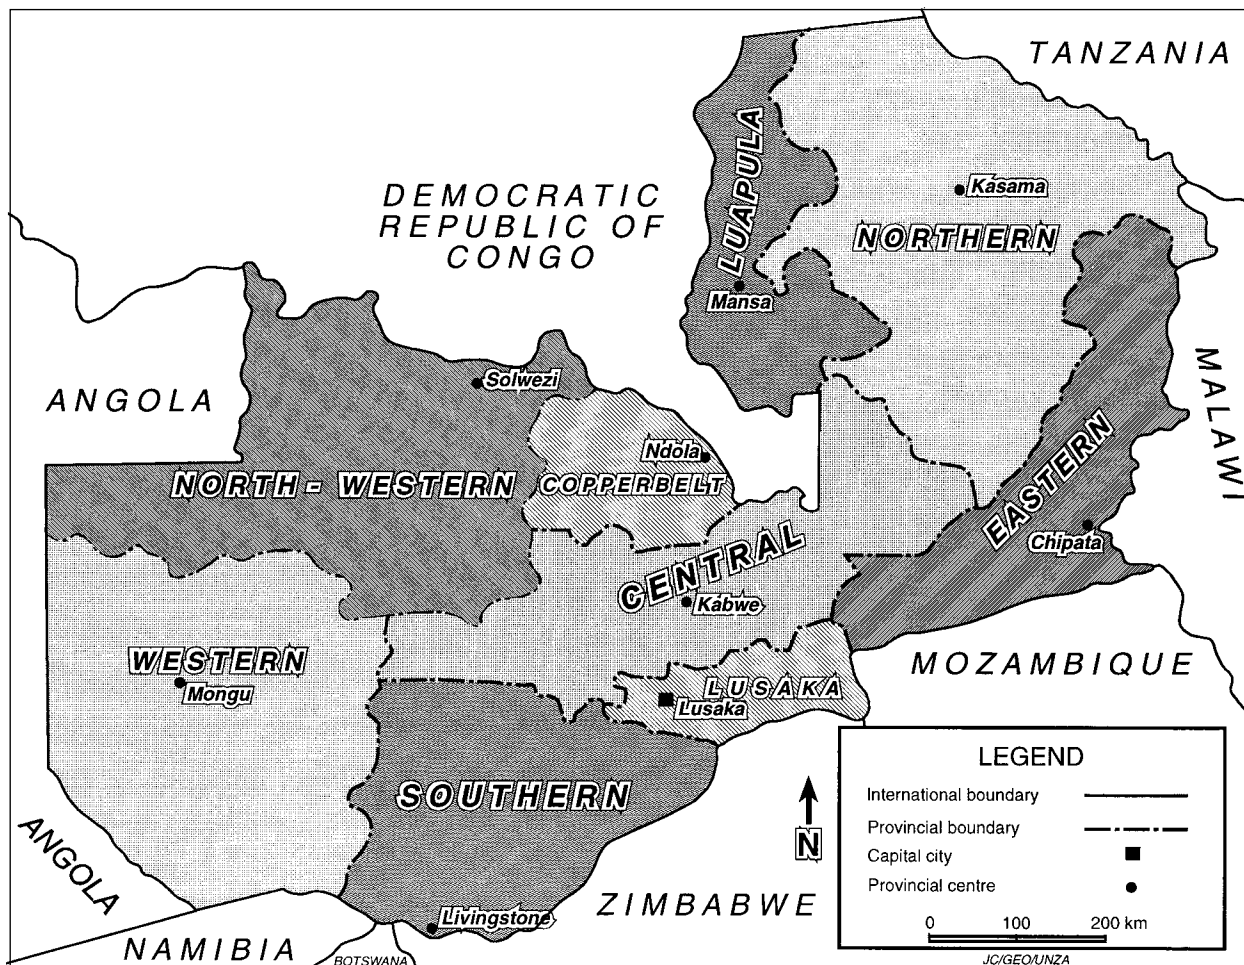 TANZANIA
DEMOCRATIC
REPUBLIC OF
CONGO
LUAPULA
Kasama
NORTHERN
Mansa
ANGOLA
Solwezi
MALAWI
Ndola
COPPERBELT
NORTH - WESTERN
EASTERN
Chipata
CENTRAL
Kabwe
WESTERN
Mongu
MOZAMBIQUE
LUSAKA
Lusaka
SOUTHERN
N
ANGOLA
ZIMBABWE
Livingstone
NAMIBIA
BOTSWANA
LEGEND
International boundary
Provincial boundary
Capital city
Provincial centre
0 100 200 km
JC/GEO/UNZA